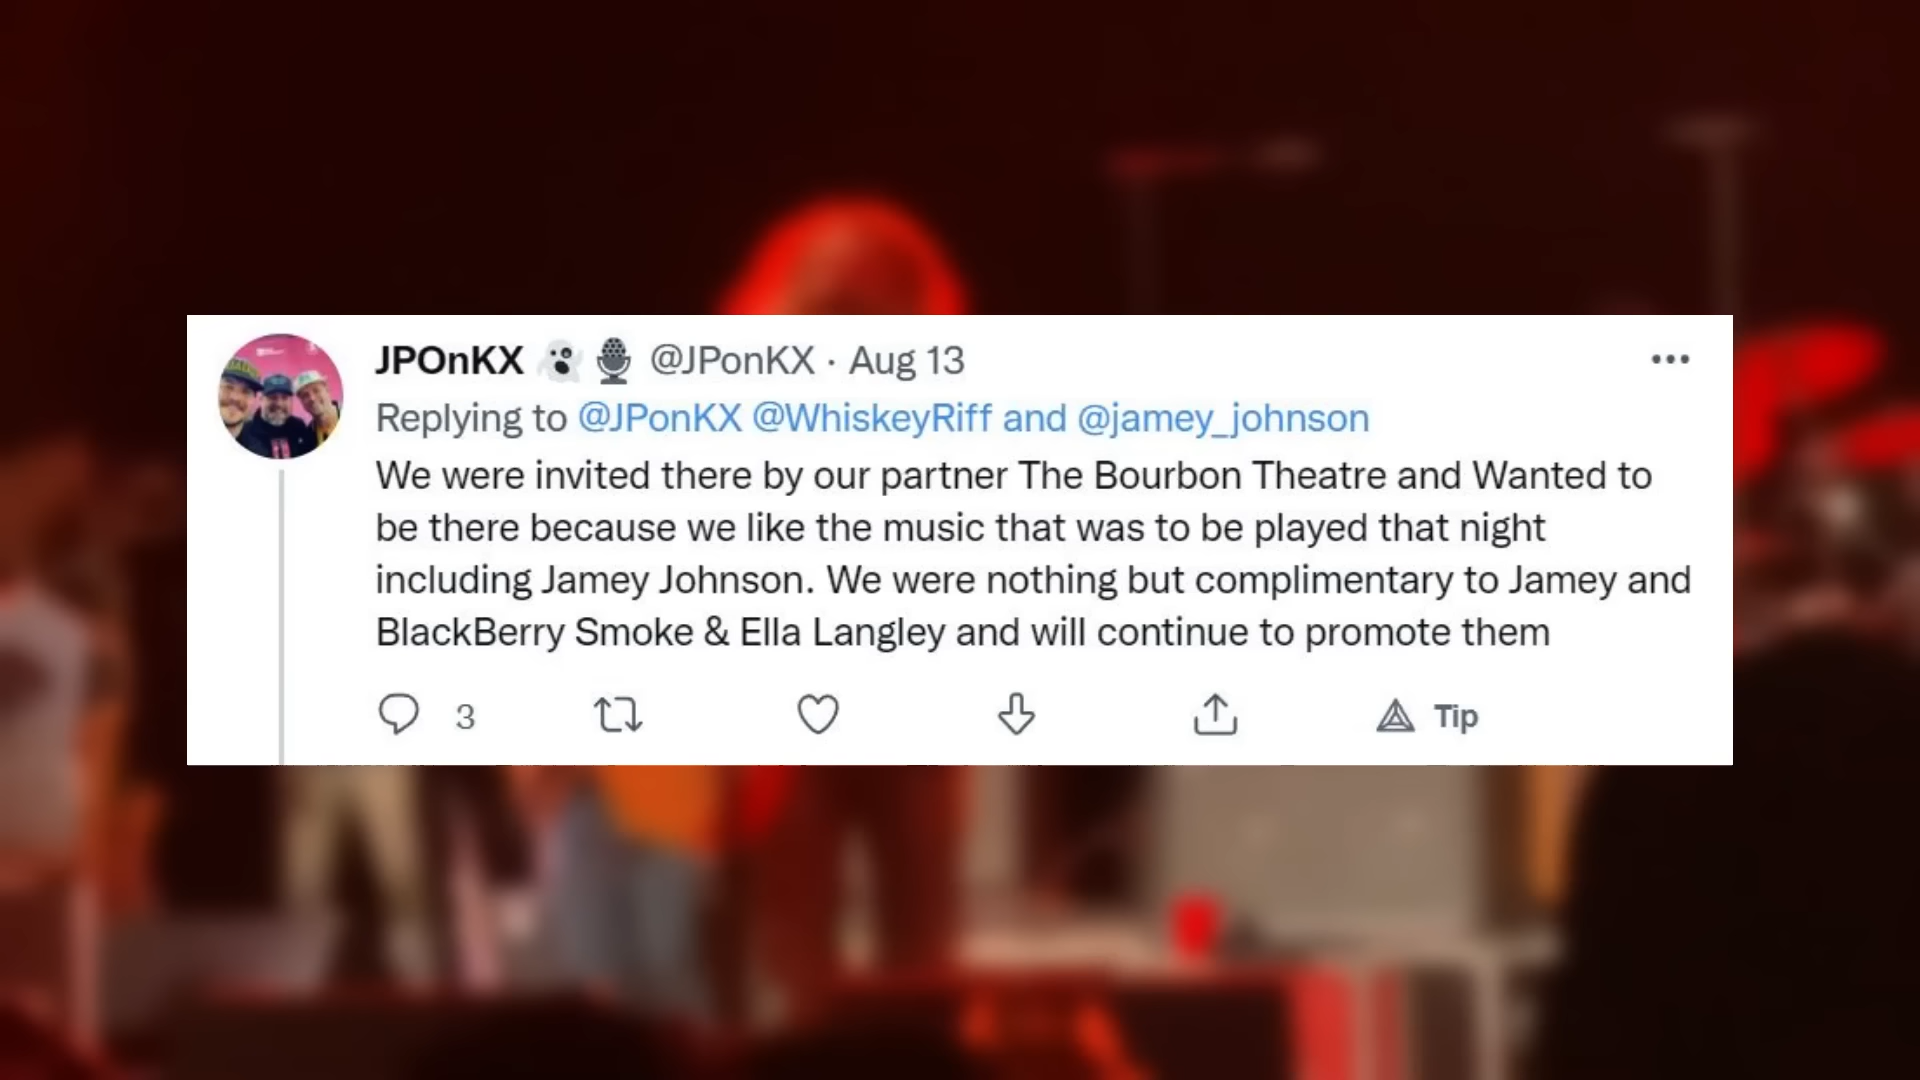 JPOnKX 👻🎙 @JPonKX · Aug 13
Replying to @JPonKX @WhiskeyRiff and @jamey_johnson
We were invited there by our partner The Bourbon Theatre and Wanted to
be there because we like the music that was to be played that night
including Jamey Johnson. We were nothing but complimentary to Jamey and
BlackBerry Smoke & Ella Langley and will continue to promote them
3 Tip